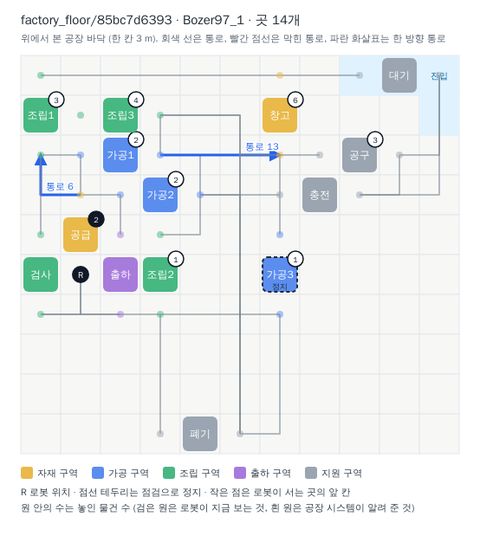 factory_floor/85bc7d6393 · Bozer97_1 · 곳 14개
위에서 본 공장 바닥 (한 칸 3 m). 회색 선은 통로, 빨간 점선은 막힌 통로, 파란 화살표는 한 방향 통로
대기
전립
3
조립1
4
조립3
6
창고
2
가공1
통로 13
3
공구
통로 6
2
가공2
충전
2
공급
검사
R
출하
1
조립2
1
가공3
정지
폐기
자재 구역
가공 구역
조립 구역
출하 구역
지원 구역
R 로봇 위치 · 점선 테두리는 점검으로 정지 · 작은 점은 로봇이 서는 곳의 앞 칸
원 안의 수는 놓인 물건 수 (검은 원은 로봇이 지금 보는 것, 흰 원은 공장 시스템이 알려 준 것)